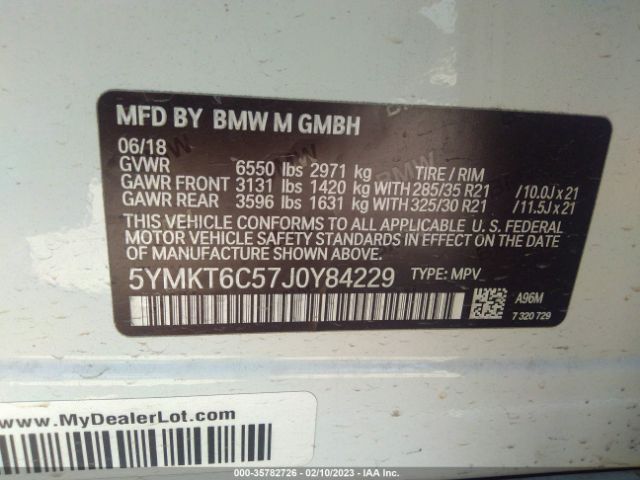 MFD BY BMW M GMBH
06/18
GVWR 6550 lbs 2971 kg TIRE / RIM
GAWR FRONT 3131 lbs 1420 kg WITH 285/35 R21 /10.0J x 21
GAWR REAR 3596 lbs 1631 kg WITH 325/30 R21 /11.5J x 21
THIS VEHICLE CONFORMS TO ALL APPLICABLE U. S. FEDERAL
MOTOR VEHICLE SAFETY STANDARDS IN EFFECT ON THE DATE OF
MANUFACTURE SHOWN ABOVE.
5YMKT6C57J0Y84229 TYPE: MPV
A96M
7 320 729
www.MyDealerLot.com
000-35782726 - 02/10/2023 - IAA Inc.